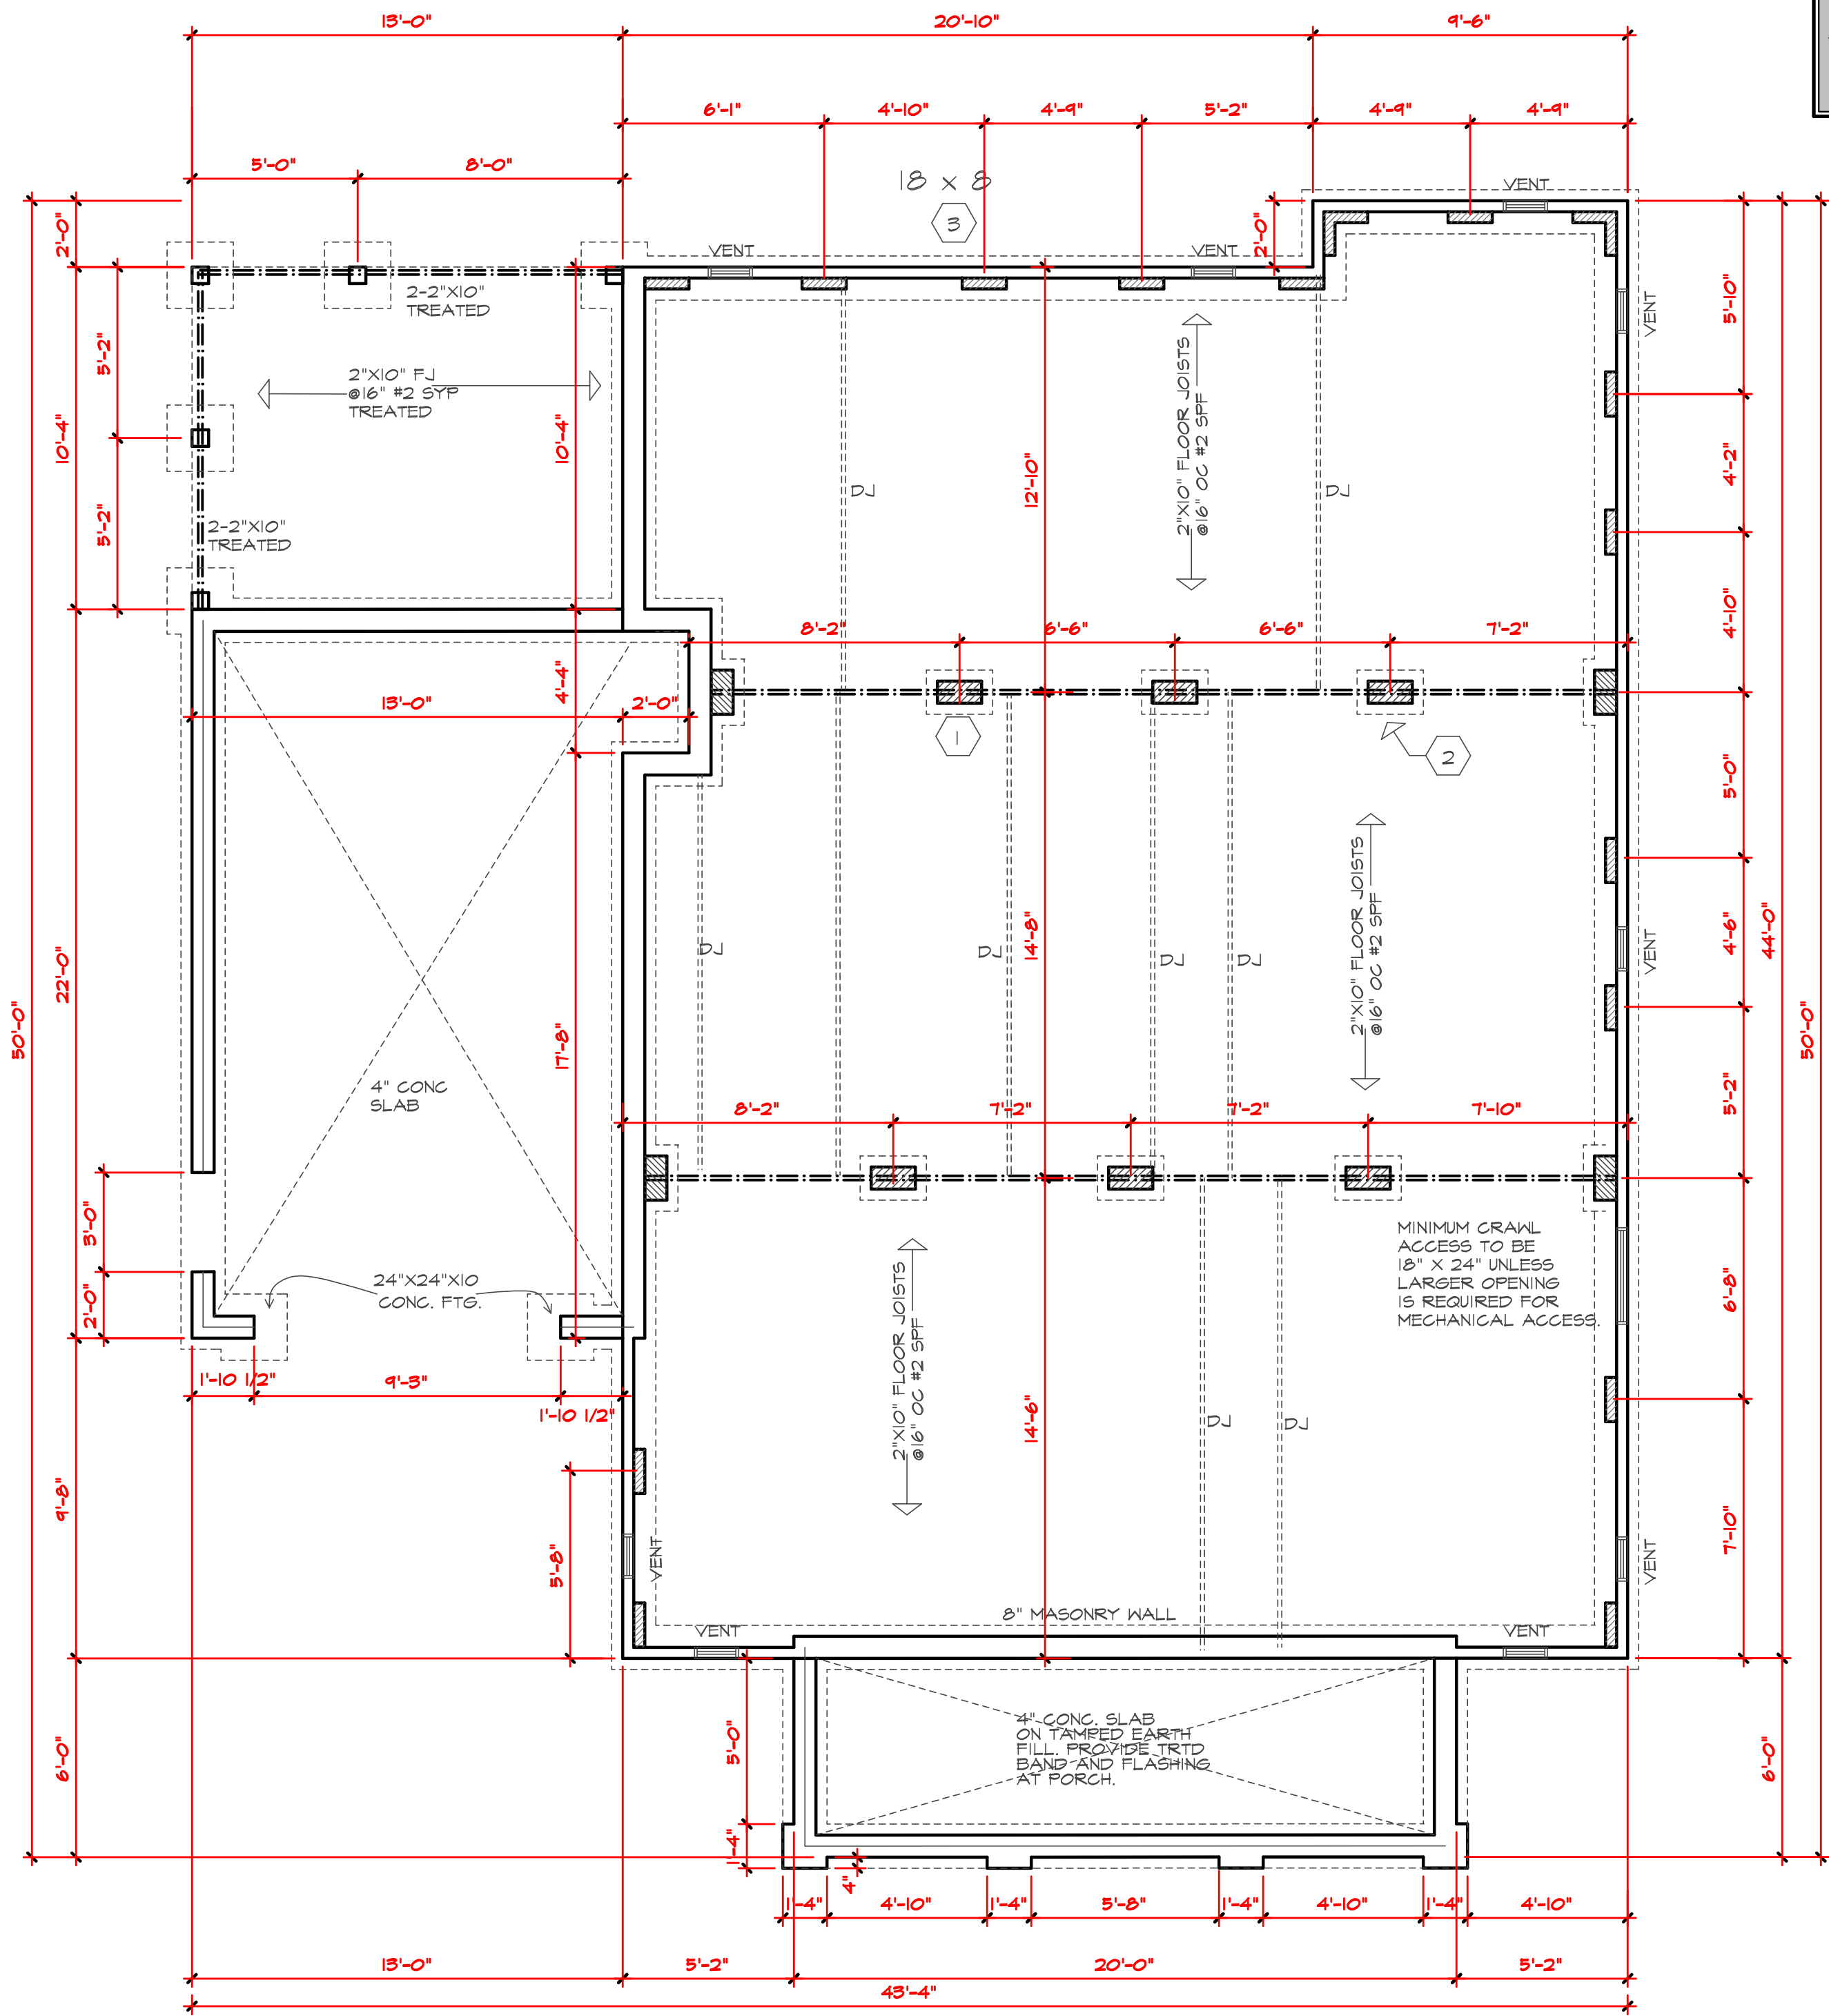 13'-0"
20'-10"
9'-6"
6'-1"
4'-10"
4'-9"
5'-2"
4'-9"
4'-9"
5'-0"
8'-0"
18 x 8
3
VENT
VENT
VENT
2'-0"
2'-0"
2-2"X10"
TREATED
5'-10"
VENT
5'-2"
10'-4"
10'-4"
2"X10" FJ
@16" #2 SYP
TREATED
2"X10" FLOOR JOISTS
@16" OC #2 SPF
12'-10"
DJ
DJ
4'-2"
5'-2"
2-2"X10"
TREATED
4'-10"
8'-2"
6'-6"
6'-6"
7'-2"
4'-4"
13'-0"
2'-0"
1
2
5'-0"
2"X10" FLOOR JOISTS
@16" OC #2 SPF
22'-0"
50'-0"
17'-8"
DJ
DJ
14'-8"
DJ
DJ
VENT
4'-6"
44'-0"
50'-0"
4" CONC
SLAB
8'-2"
7'-2"
7'-2"
7'-10"
5'-2"
3'-0"
2'-0"
24"X24"X10
CONC. FTG.
MINIMUM CRAWL
ACCESS TO BE
18" X 24" UNLESS
LARGER OPENING
IS REQUIRED FOR
MECHANICAL ACCESS.
6'-8"
2"X10" FLOOR JOISTS
@16" OC #2 SPF
1'-10 1/2"
9'-3"
1'-10 1/2"
14'-6"
DJ
DJ
9'-8"
5'-8"
VENT
VENT
7'-10"
8" MASONRY WALL
VENT
VENT
4" CONC. SLAB
ON TAMPED EARTH
FILL. PROVIDE TRTD
BAND AND FLASHING
AT PORCH.
6'-0"
5'-0"
6'-0"
1'-4"
4"
1'-4"
4'-10"
1'-4"
5'-8"
1'-4"
4'-10"
1'-4"
4'-10"
13'-0"
5'-2"
20'-0"
5'-2"
43'-4"